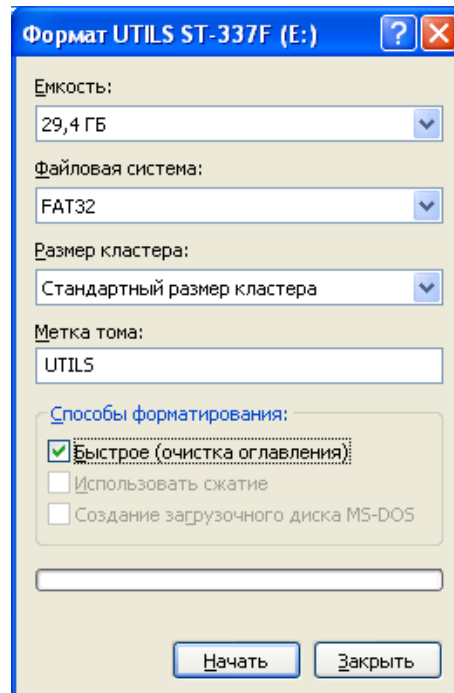 Формат UTILS ST-337F (E:)
Емкость:
29,4 ГБ
Файловая система:
FAT32
Размер кластера:
Стандартный размер кластера
Метка тома:
UTILS
Способы форматирования:
Быстрое (очистка оглавления)
Использовать сжатие
Создание загрузочного диска MS-DOS
Начать
Закрыть